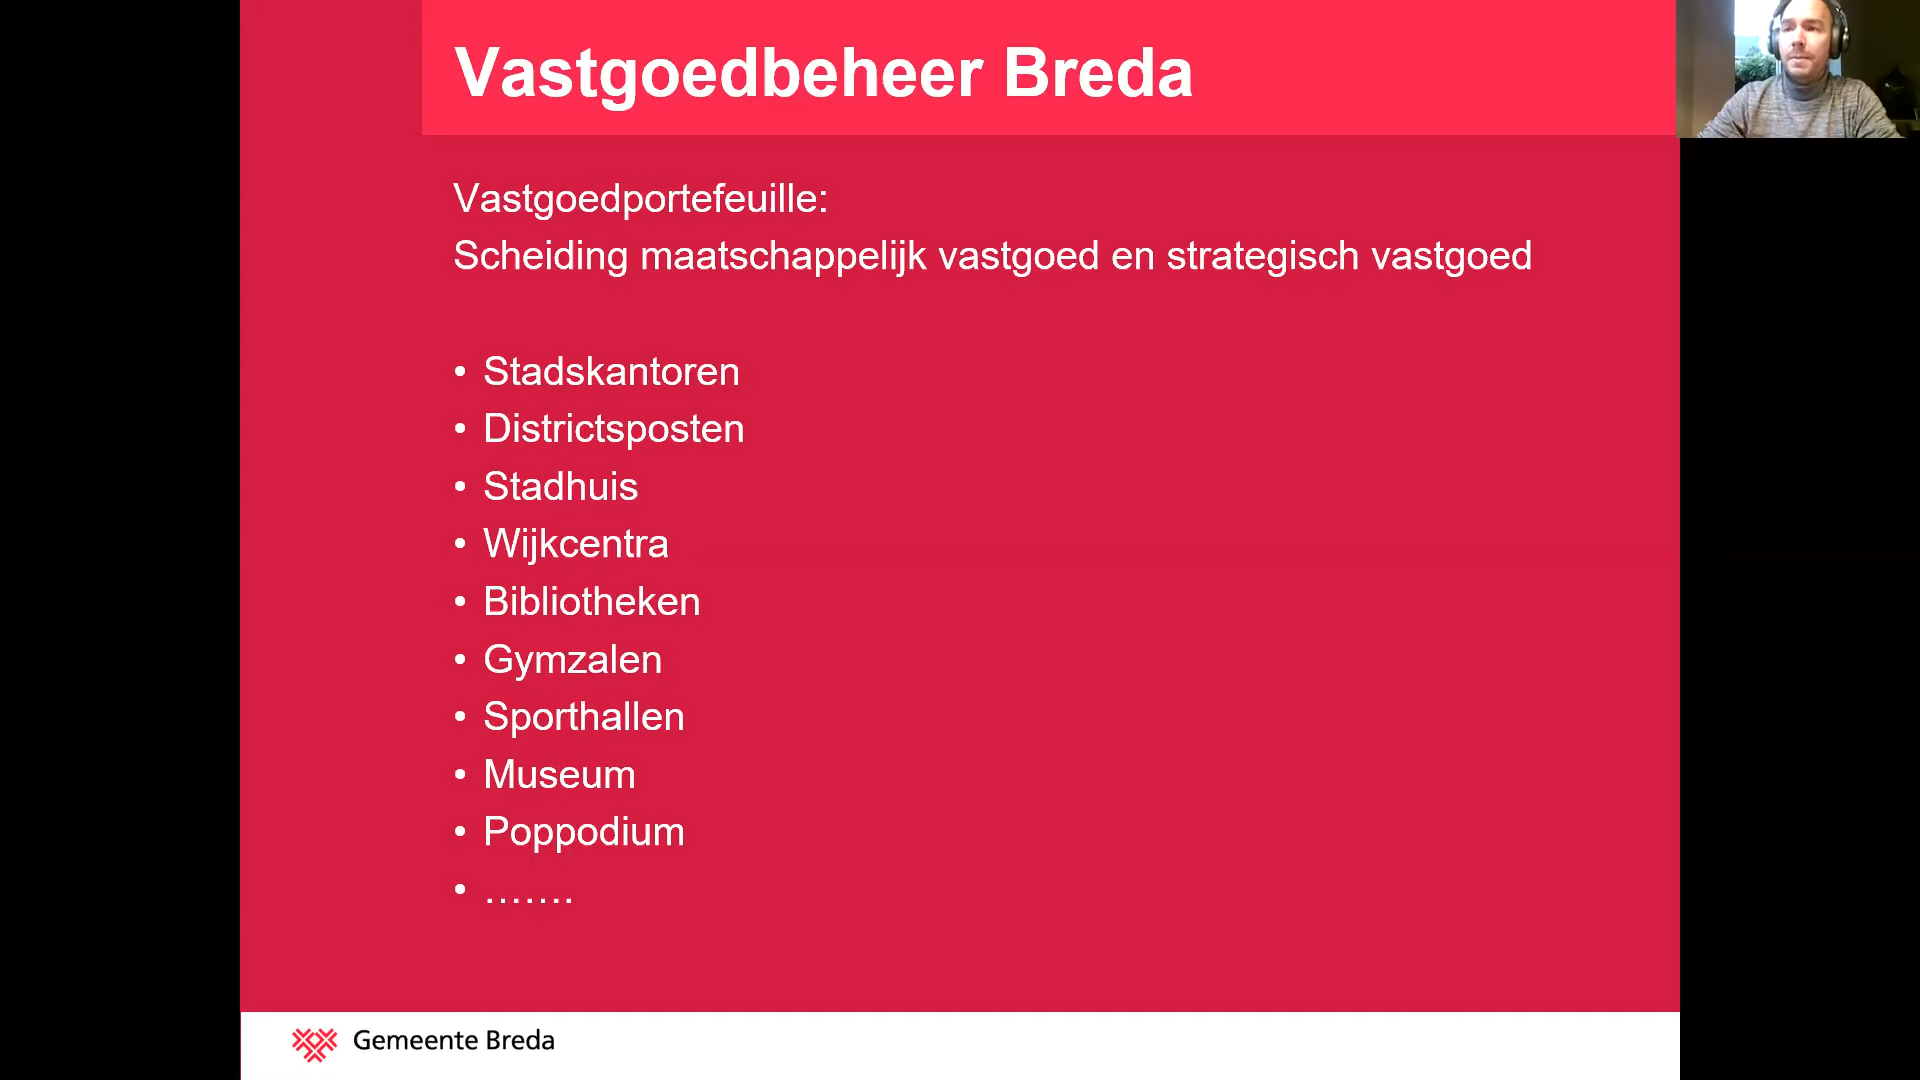 Vastgoedbeheer Breda
Vastgoedportefeuille:
Scheiding maatschappelijk vastgoed en strategisch vastgoed
• Stadskantoren
• Districtsposten
• Stadhuis
• Wijkcentra
• Bibliotheken
• Gymzalen
• Sporthallen
• Museum
• Poppodium
• .......
Gemeente Breda